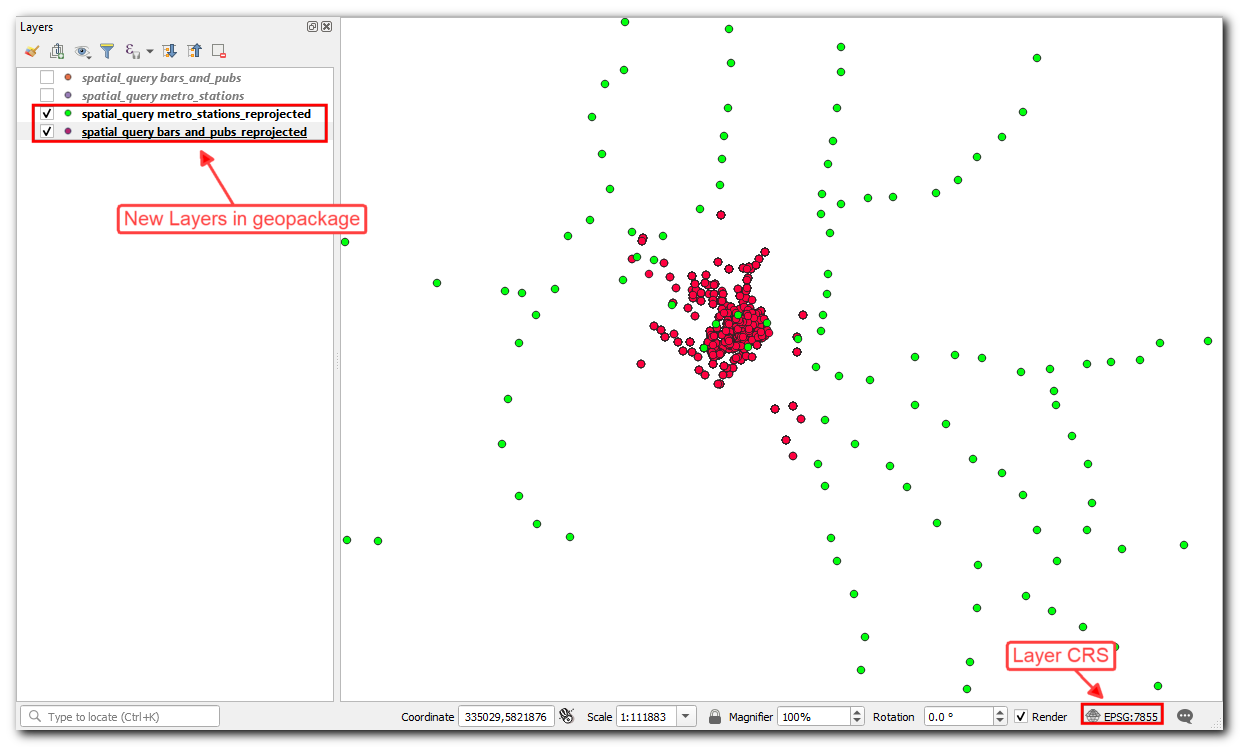 Layers
spatial_query bars_and_pubs
spatial_query metro_stations
spatial_query metro_stations_reprojected
spatial_query bars_and_pubs_reprojected
New Layers in geopackage
Layer CRS
Type to locate (Ctrl+K)
Coordinate 335029,5821876 Scale 1:111883 Magnifier 100% Rotation 0.0 ° Render EPSG:7855